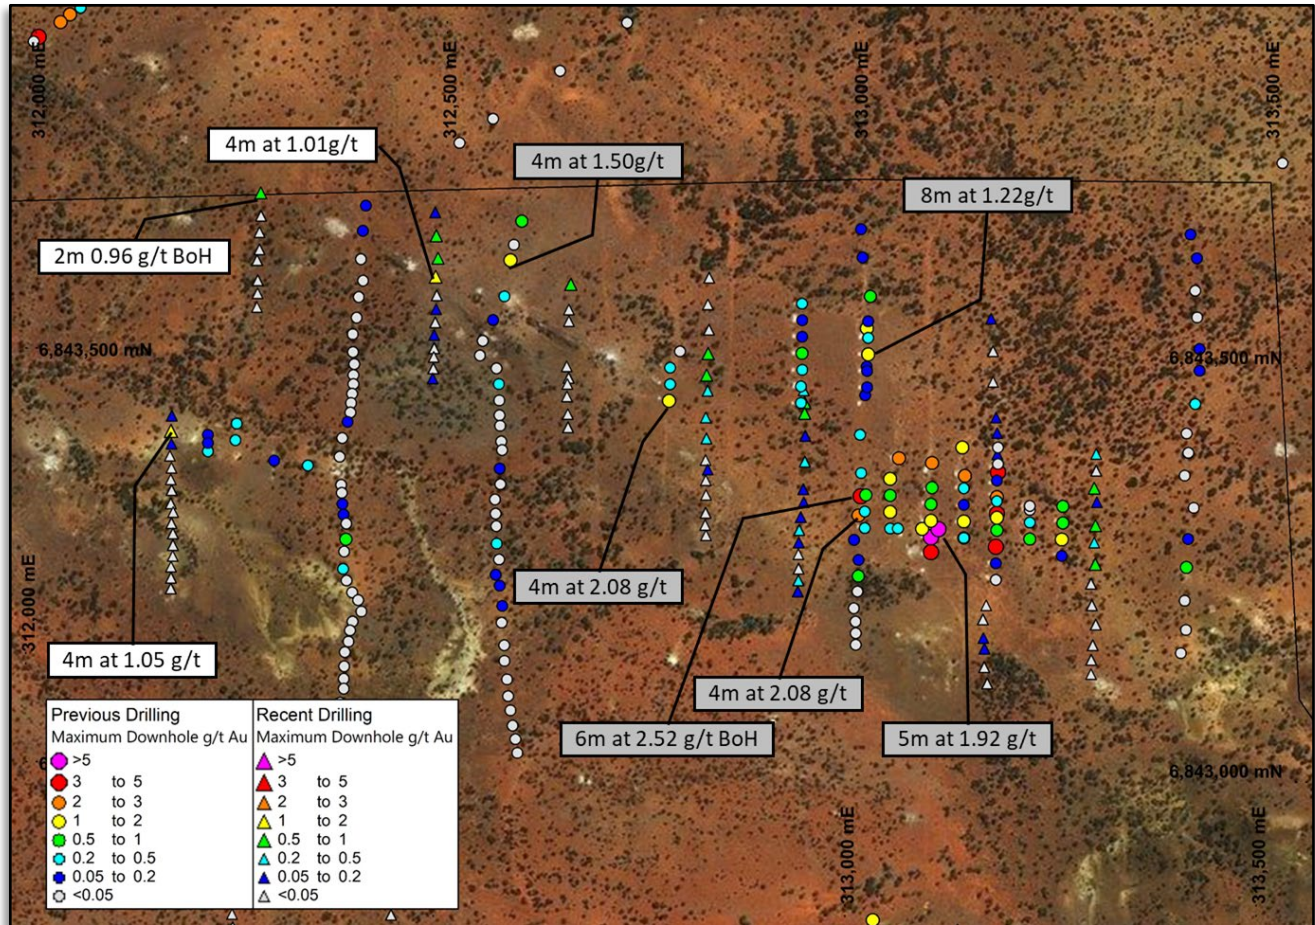 312,000 mE
312,500 mE
313,000 mE
313,500 mE
4m at 1.01g/t
4m at 1.50g/t
8m at 1.22g/t
2m 0.96 g/t BoH
6,843,500 mN
6,843,500 mN
312,000 mE
4m at 2.08 g/t
4m at 1.05 g/t
4m at 2.08 g/t
6m at 2.52 g/t BoH
5m at 1.92 g/t
6,843,000 mN
313,000 mE
313,500 mE
Previous Drilling
Maximum Downhole g/t Au
>5
3 to 5
2 to 3
1 to 2
0.5 to 1
0.2 to 0.5
0.05 to 0.2
<0.05
Recent Drilling
Maximum Downhole g/t Au
>5
3 to 5
2 to 3
1 to 2
0.5 to 1
0.2 to 0.5
0.05 to 0.2
<0.05